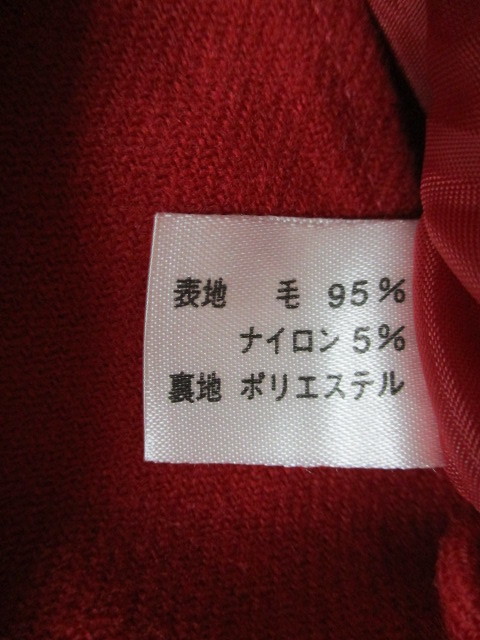 表地 毛 95%
ナイロン 5%
裏地 ポリエステル